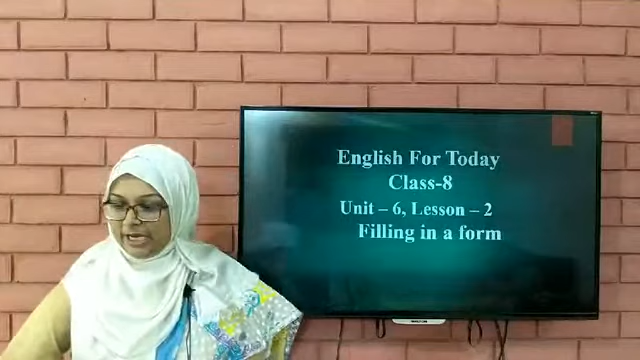 English For Today
Class-8
Unit – 6, Lesson – 2
Filling in a form